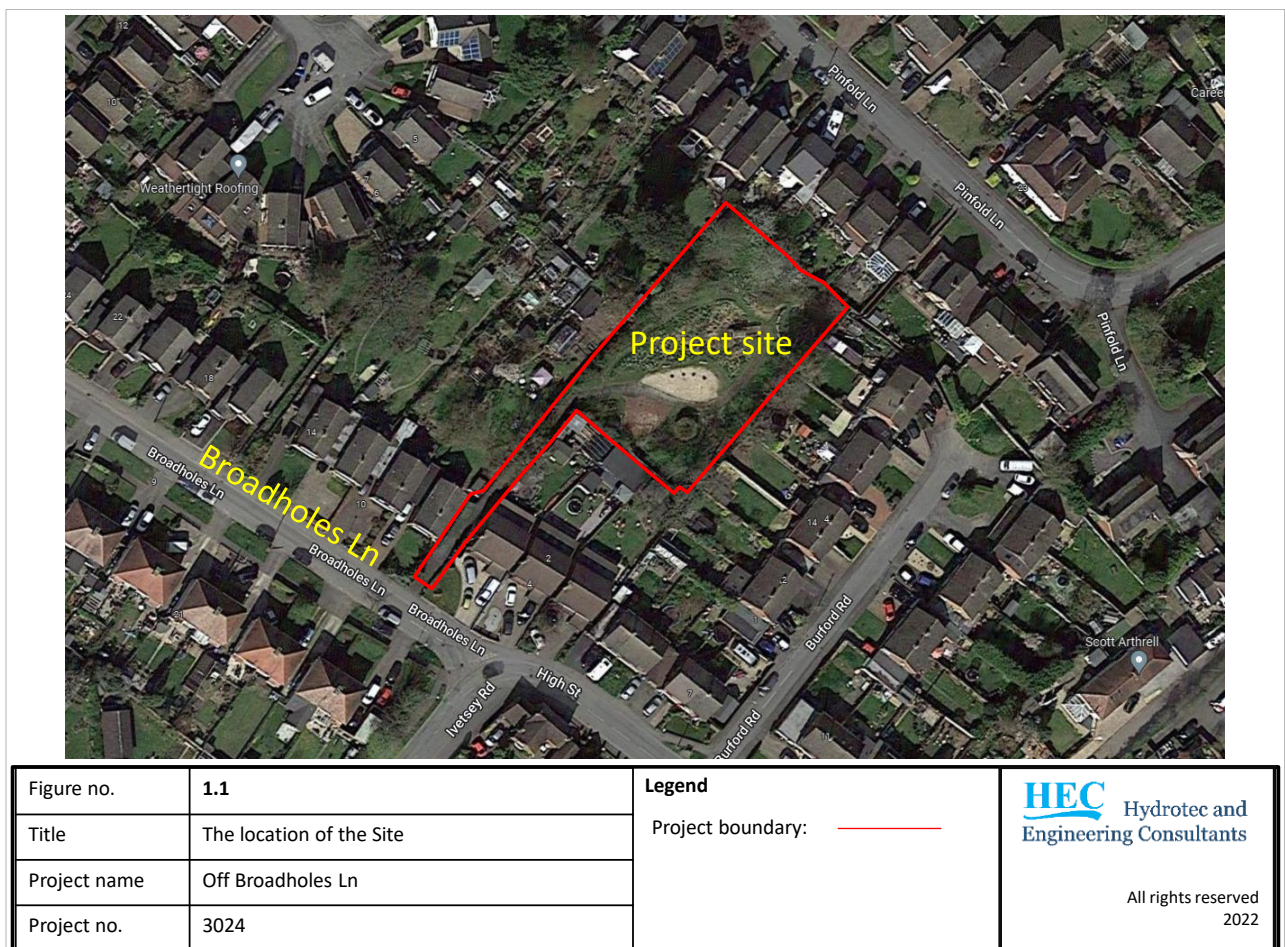 12
Pinfold Ln
10
5
Weathertight Roofing
7
6
23
Pinfold Ln
Pinfold Ln
22
Project site
18
14
Broadholes Ln
Broadholes Ln
9
10
Broadholes Ln
14
4
2
2
4
1
21
Broadholes Ln
High St
Ivetsey Rd
Burford Rd
Scott Arthrell
7
Burford Rd
11
Figure no. 1.1
Title The location of the Site
Project name Off Broadholes Ln
Project no. 3024
Legend
Project boundary:
HEC Hydrotec and
Engineering Consultants
All rights reserved
2022